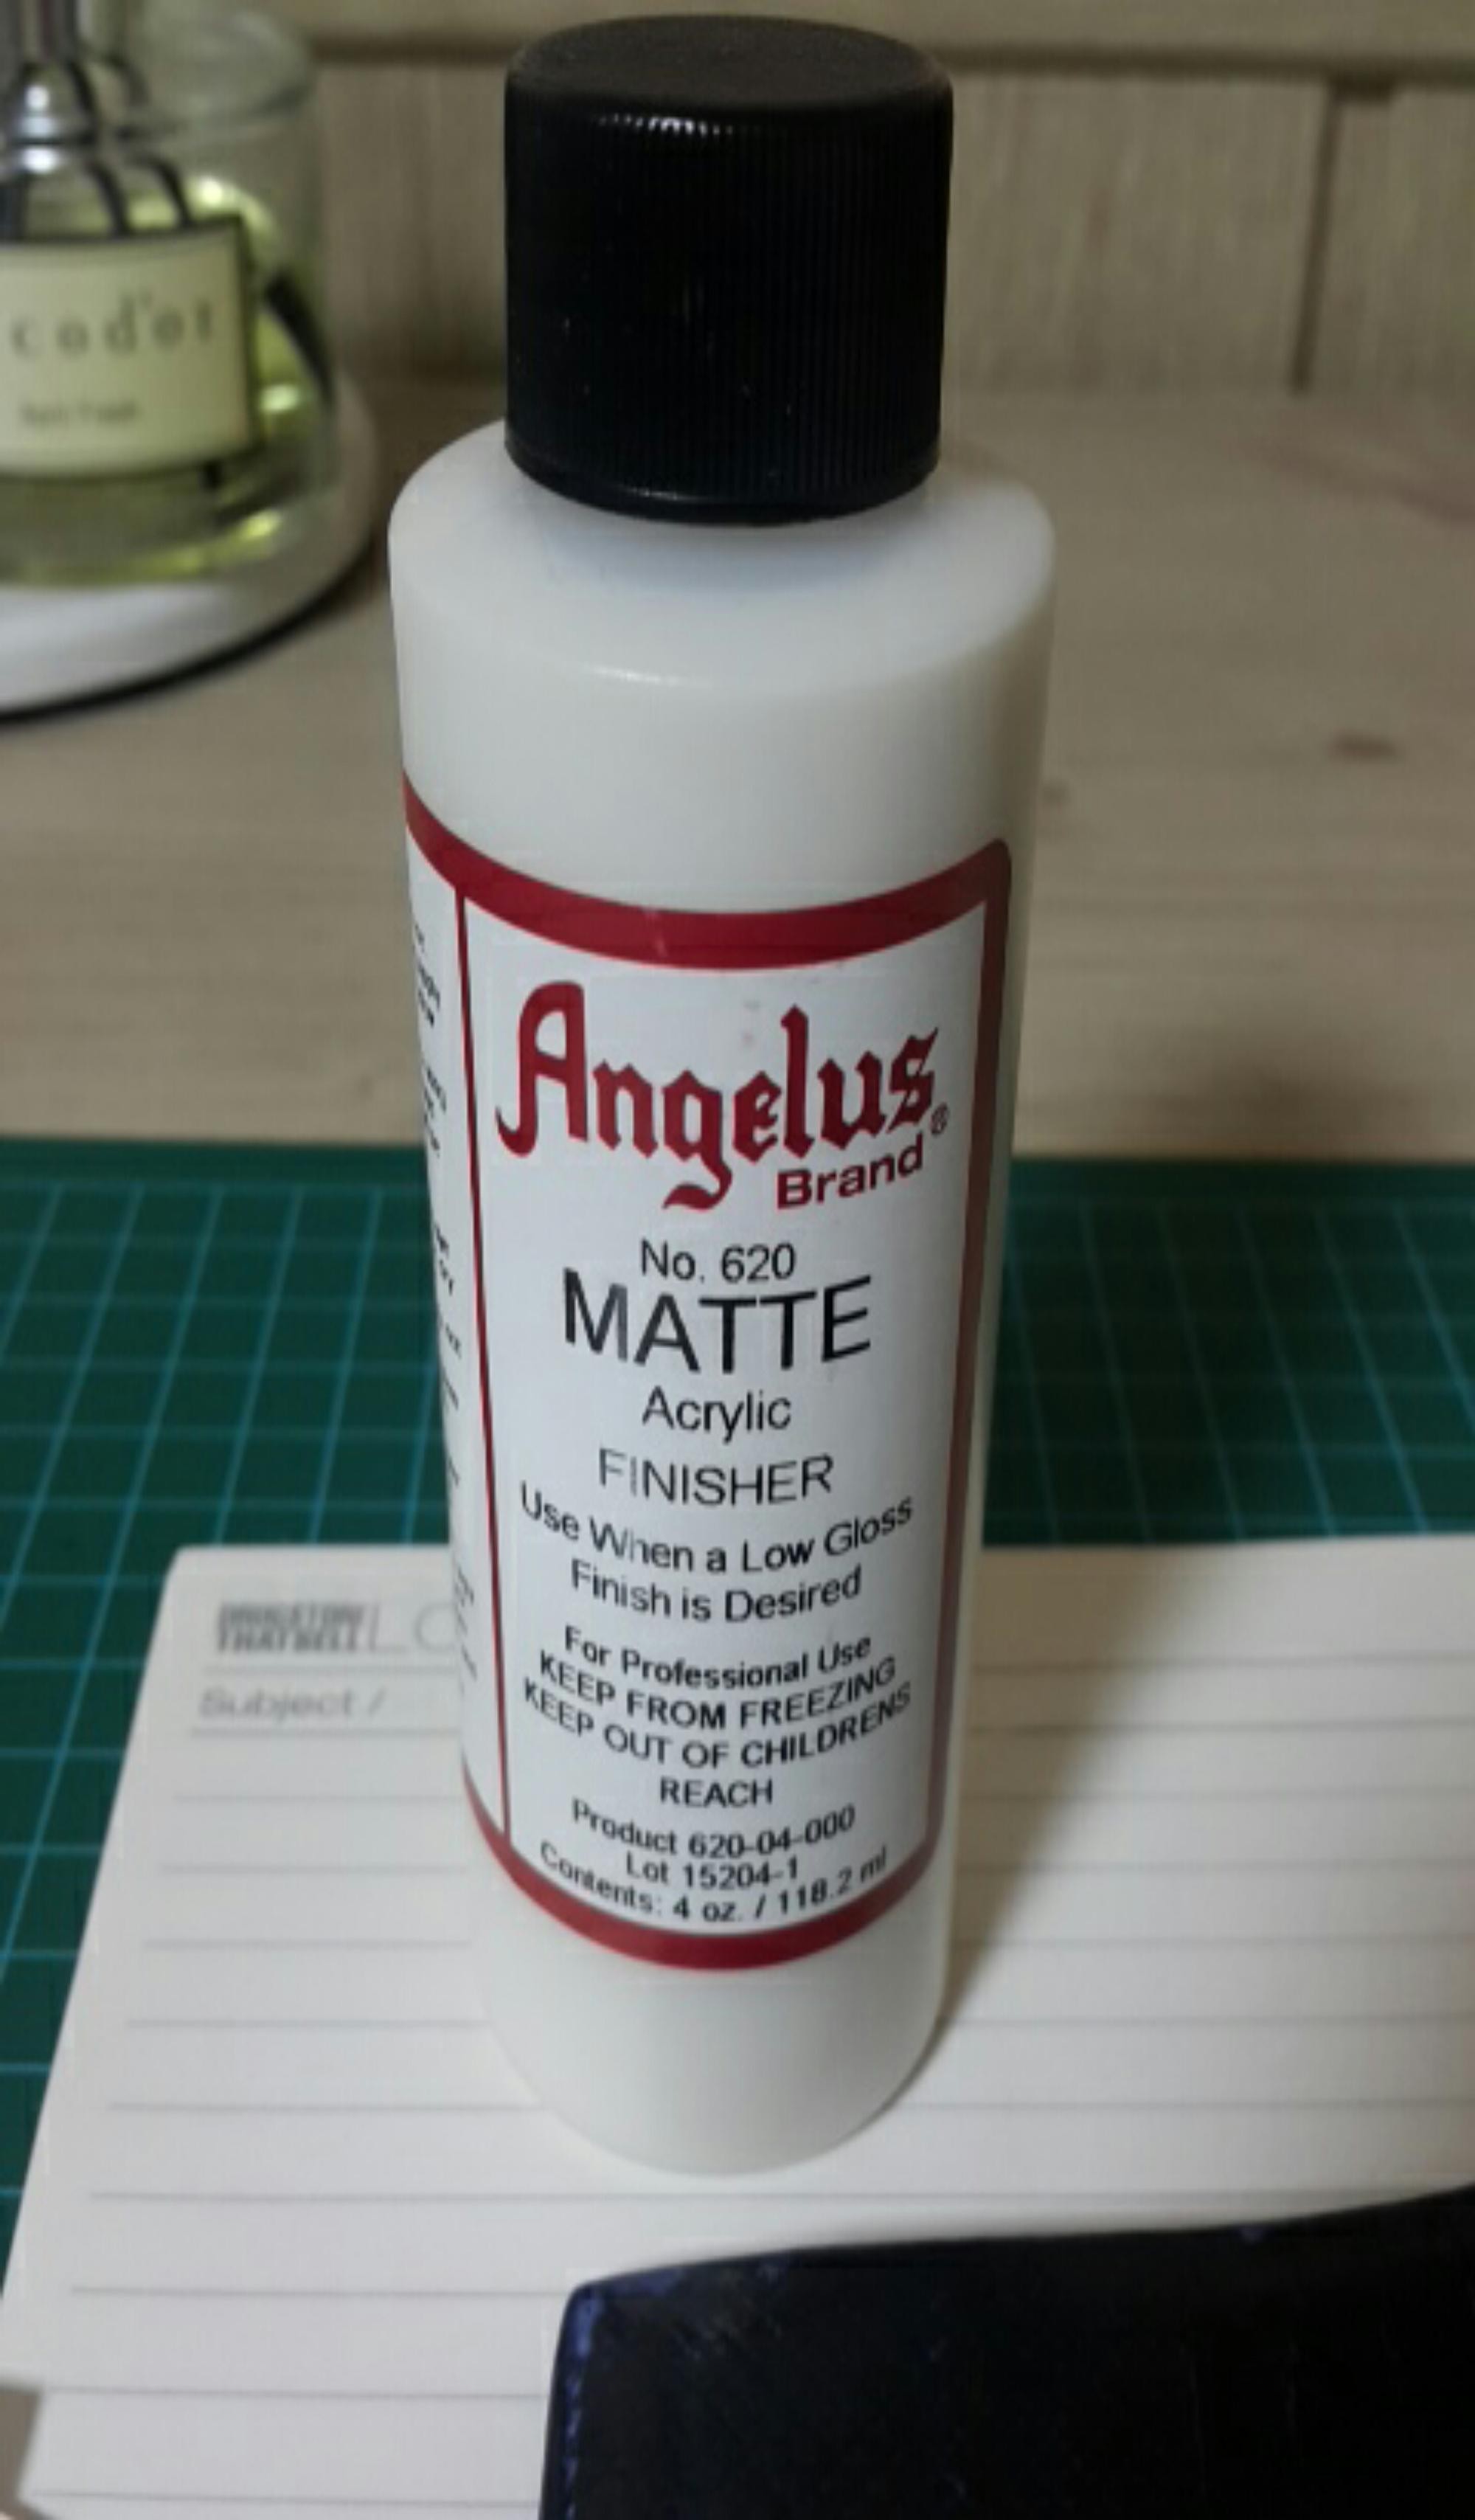 cod'or
Angelus®
Brand
No. 620
MATTE
Acrylic
FINISHER
Use When a Low Gloss
Finish is Desired
For Professional Use
KEEP FROM FREEZING
KEEP OUT OF CHILDRENS
REACH
Product 620-04-000
Lot 15204-1
Contents: 4 oz. / 118.2 ml
Subject /